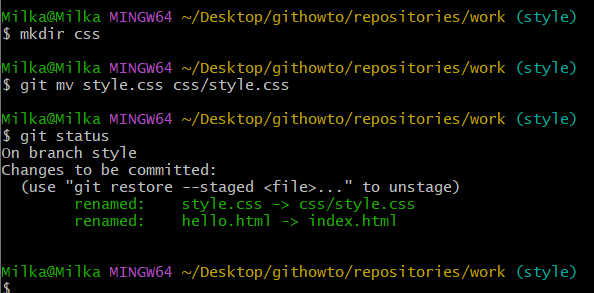 Milka@Milka MINGW64 ~/Desktop/githowto/repositories/work (style)
$ mkdir css
Milka@Milka MINGW64 ~/Desktop/githowto/repositories/work (style)
$ git mv style.css css/style.css
Milka@Milka MINGW64 ~/Desktop/githowto/repositories/work (style)
$ git status
On branch style
Changes to be committed:
  (use "git restore --staged <file>..." to unstage)
        renamed:    style.css -> css/style.css
        renamed:    hello.html -> index.html
Milka@Milka MINGW64 ~/Desktop/githowto/repositories/work (style)
$